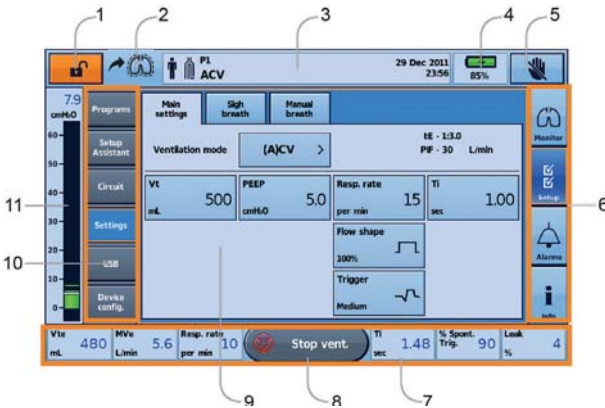 1
2
3
4
5
P1
ACV
29 Dec 2011
23:56
85%
7.9
cmH₂O
60
50
40
30
20
10
0
Programs
Setup
Assistant
Circuit
Settings
USB
Device
config.
Main
settings
Sigh
breath
Manual
breath
Ventilation mode
(A)CV >
I:E - 1:3.0
PIF - 30 L/min
Vt
500
mL
PEEP
5.0
cmH₂O
Resp. rate
15
per min
Ti
1.00
sec
Flow shape
100%
Trigger
Medium
Monitor
Setup
Alarms
Info
6
11
10
Vte
480
mL
MVe
5.6
L/min
Resp. rate
10
per min
Stop vent.
Ti
1.48
sec
% Spont.
Trig.
90
Leak
4
%
9
8
7